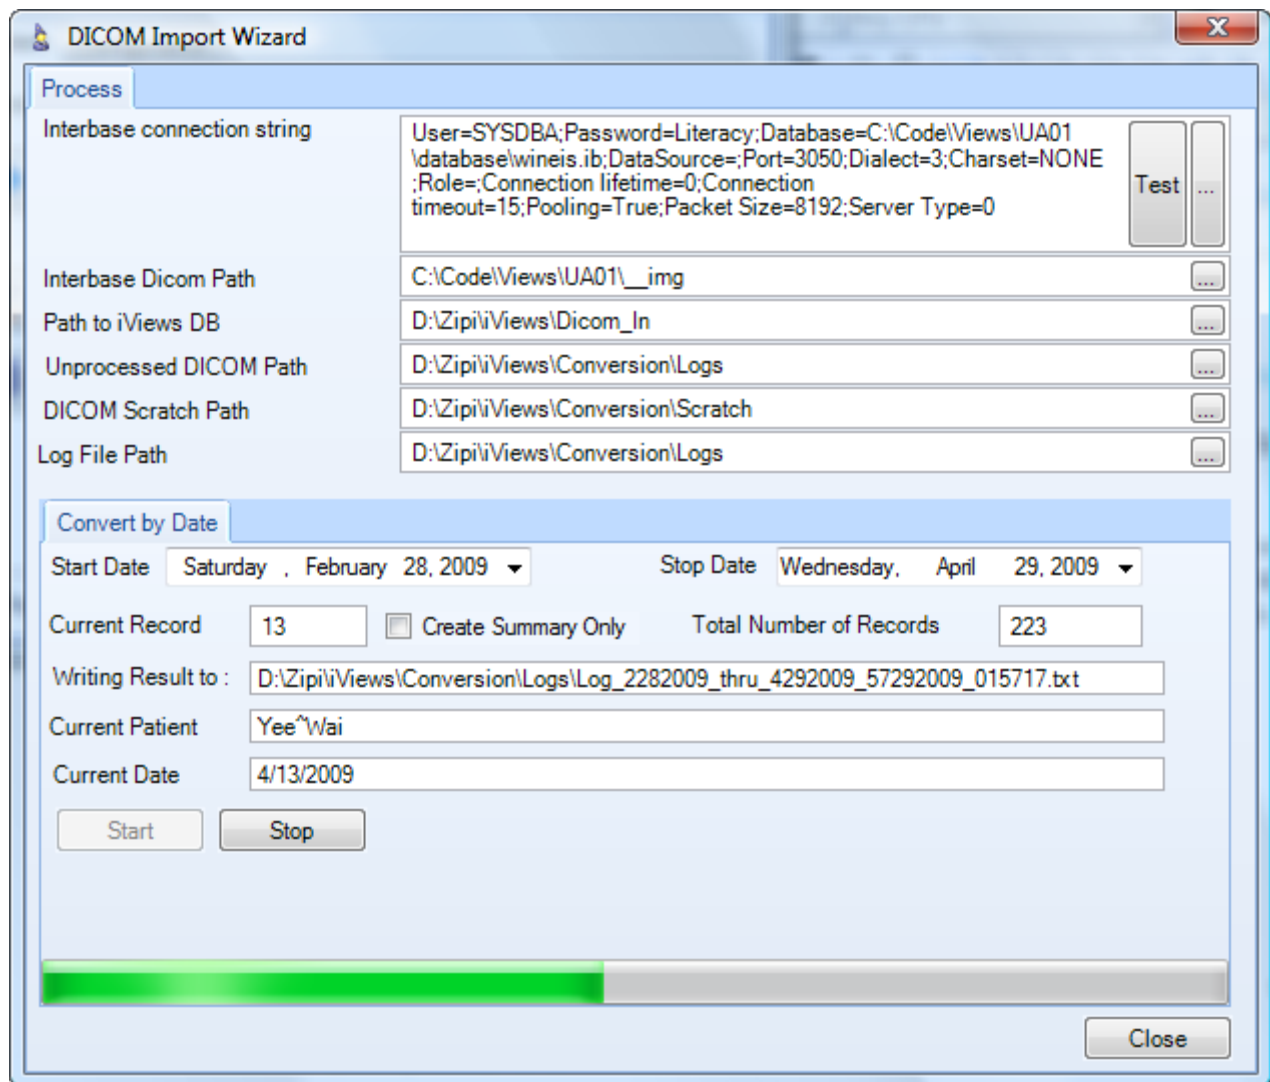 DICOM Import Wizard
X
Process
Interbase connection string
User=SYSDBA;Password=Literacy;Database=C:\Code\Views\UA01
\database\wineis.ib;DataSource=;Port=3050;Dialect=3;Charset=NONE
;Role=;Connection lifetime=0;Connection
timeout=15;Pooling=True;Packet Size=8192;Server Type=0
Test
...
Interbase Dicom Path
C:\Code\Views\UA01\__img
...
Path to iViews DB
D:\Zipi\iViews\Dicom_In
...
Unprocessed DICOM Path
D:\Zipi\iViews\Conversion\Logs
...
DICOM Scratch Path
D:\Zipi\iViews\Conversion\Scratch
...
Log File Path
D:\Zipi\iViews\Conversion\Logs
...
Convert by Date
Start Date Saturday , February 28, 2009
Stop Date Wednesday, April 29, 2009
Current Record 13
Create Summary Only
Total Number of Records 223
Writing Result to : D:\Zipi\iViews\Conversion\Logs\Log_2282009_thru_4292009_57292009_015717.txt
Current Patient Yee^Wai
Current Date 4/13/2009
Start
Stop
Close